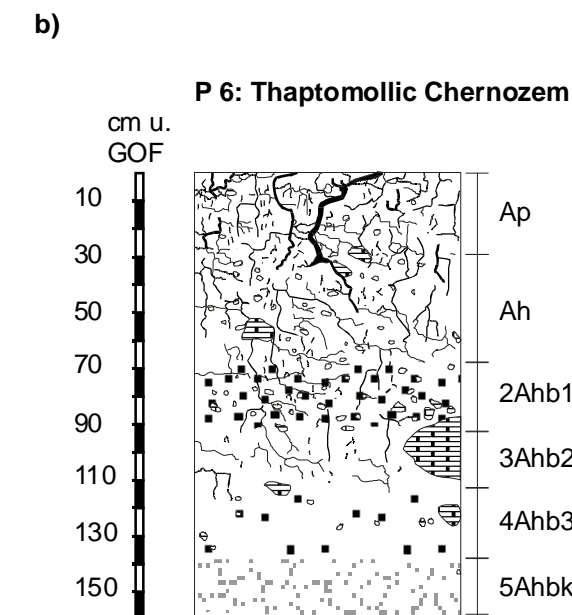 b)
P 6: Thaptomollic Chernozem
cm u.
GOF
10
Ap
30
50
Ah
70
2Ahb1
90
3Ahb2
110
4Ahb3
130
5Ahbk
150